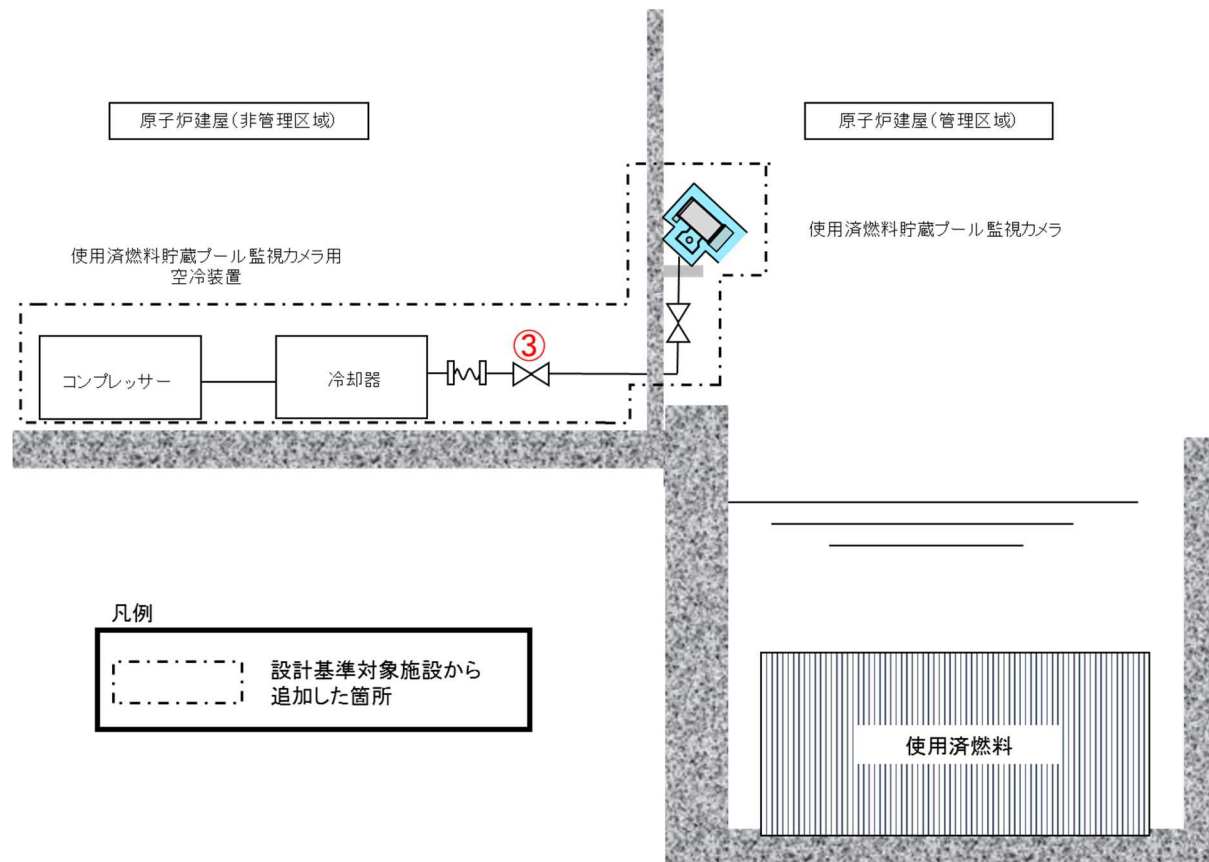 原子炉建屋(非管理区域)
原子炉建屋(管理区域)
使用済燃料貯蔵プール監視カメラ
使用済燃料貯蔵プール監視カメラ用
空冷装置
コンプレッサー
冷却器
③
凡例
設計基準対象施設から
追加した箇所
使用済燃料